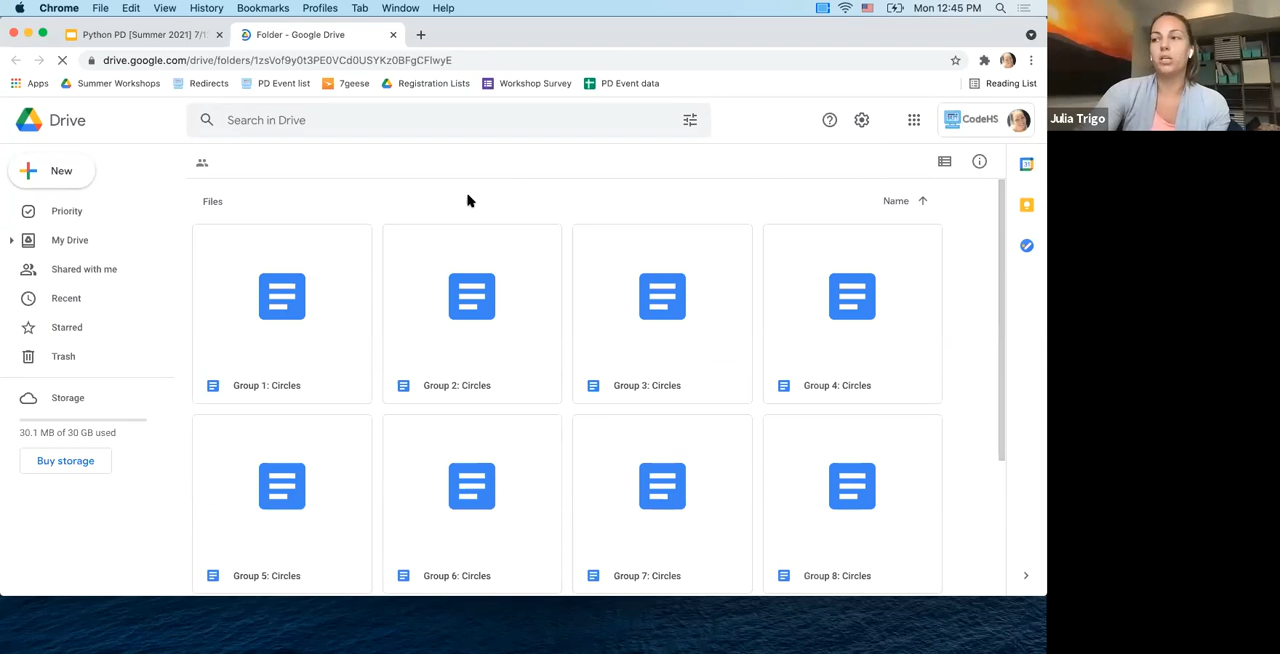 Chrome File Edit View History Bookmarks Profiles Tab Window Help Mon 12:45 PM
Python PD [Summer 2021] 7/1 Folder - Google Drive
drive.google.com/drive/folders/1zsVof9y0t3PE0VCd0USYKz0BFgCFIwyE
Apps Summer Workshops Redirects PD Event list 7geese Registration Lists Workshop Survey PD Event data Reading List
Drive Search in Drive CodeHS
Julia Trigo
New
Priority
My Drive
Shared with me
Recent
Starred
Trash
Storage
30.1 MB of 30 GB used
Buy storage
Files Name
Group 1: Circles Group 2: Circles Group 3: Circles Group 4: Circles
Group 5: Circles Group 6: Circles Group 7: Circles Group 8: Circles
31